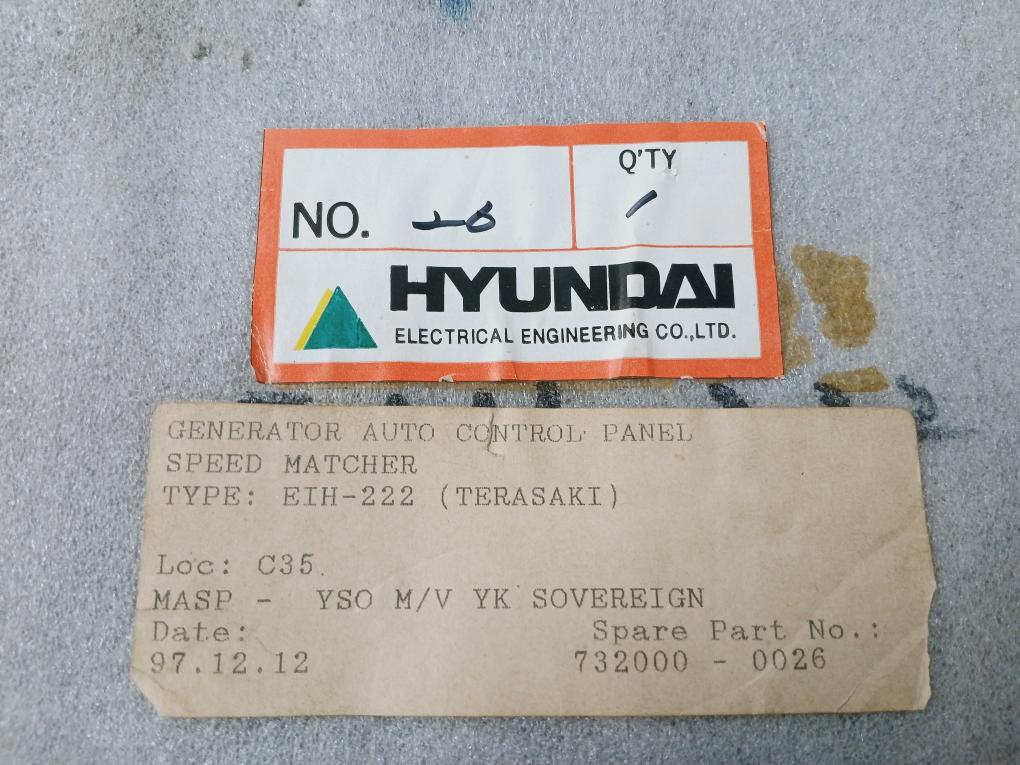 Q'TY
NO. 26 1
HYUNDAI
ELECTRICAL ENGINEERING CO.,LTD.
GENERATOR AUTO CONTROL PANEL
SPEED MATCHER
TYPE: EIH-222 (TERASAKI)
Loc: C35.
MASP - YSO M/V YK SOVEREIGN
Date: Spare Part No.:
97.12.12 732000 - 0026